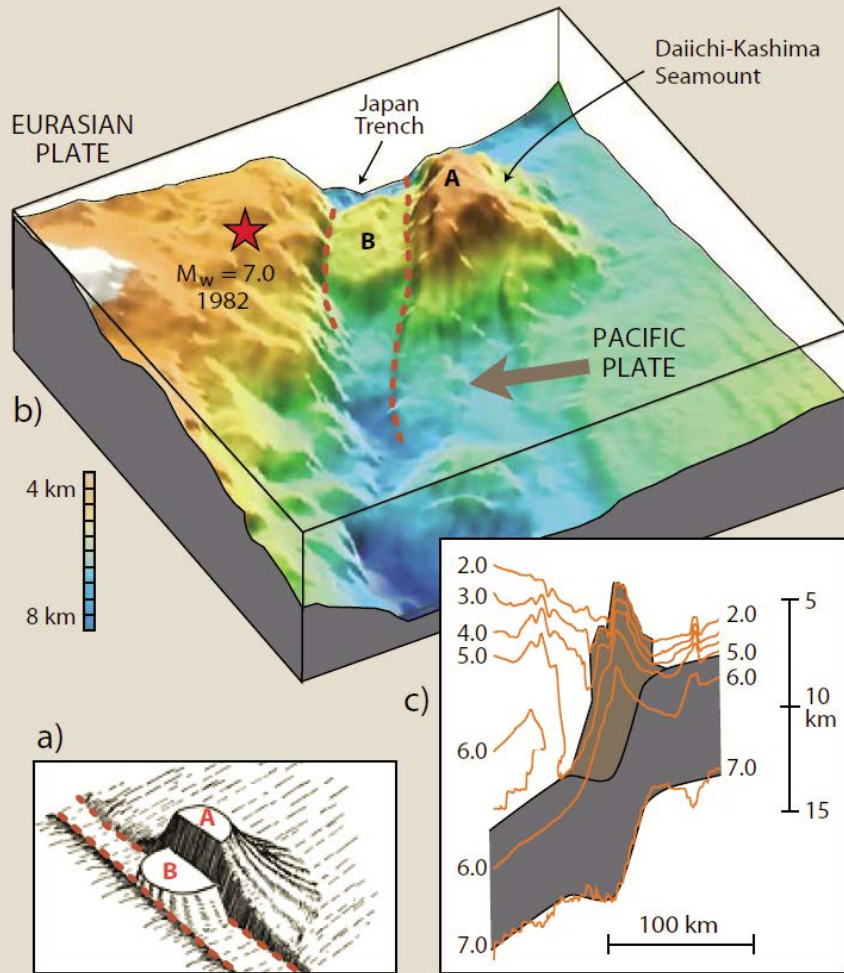 Daiichi-Kashima
Seamount
Japan
Trench
EURASIAN
PLATE
A
B
M_w = 7.0
1982
PACIFIC
PLATE
b)
4 km
8 km
a)
A
B
c)
2.0
3.0
4.0
5.0
6.0
6.0
7.0
2.0
5.0
6.0
7.0
5
10
km
15
100 km